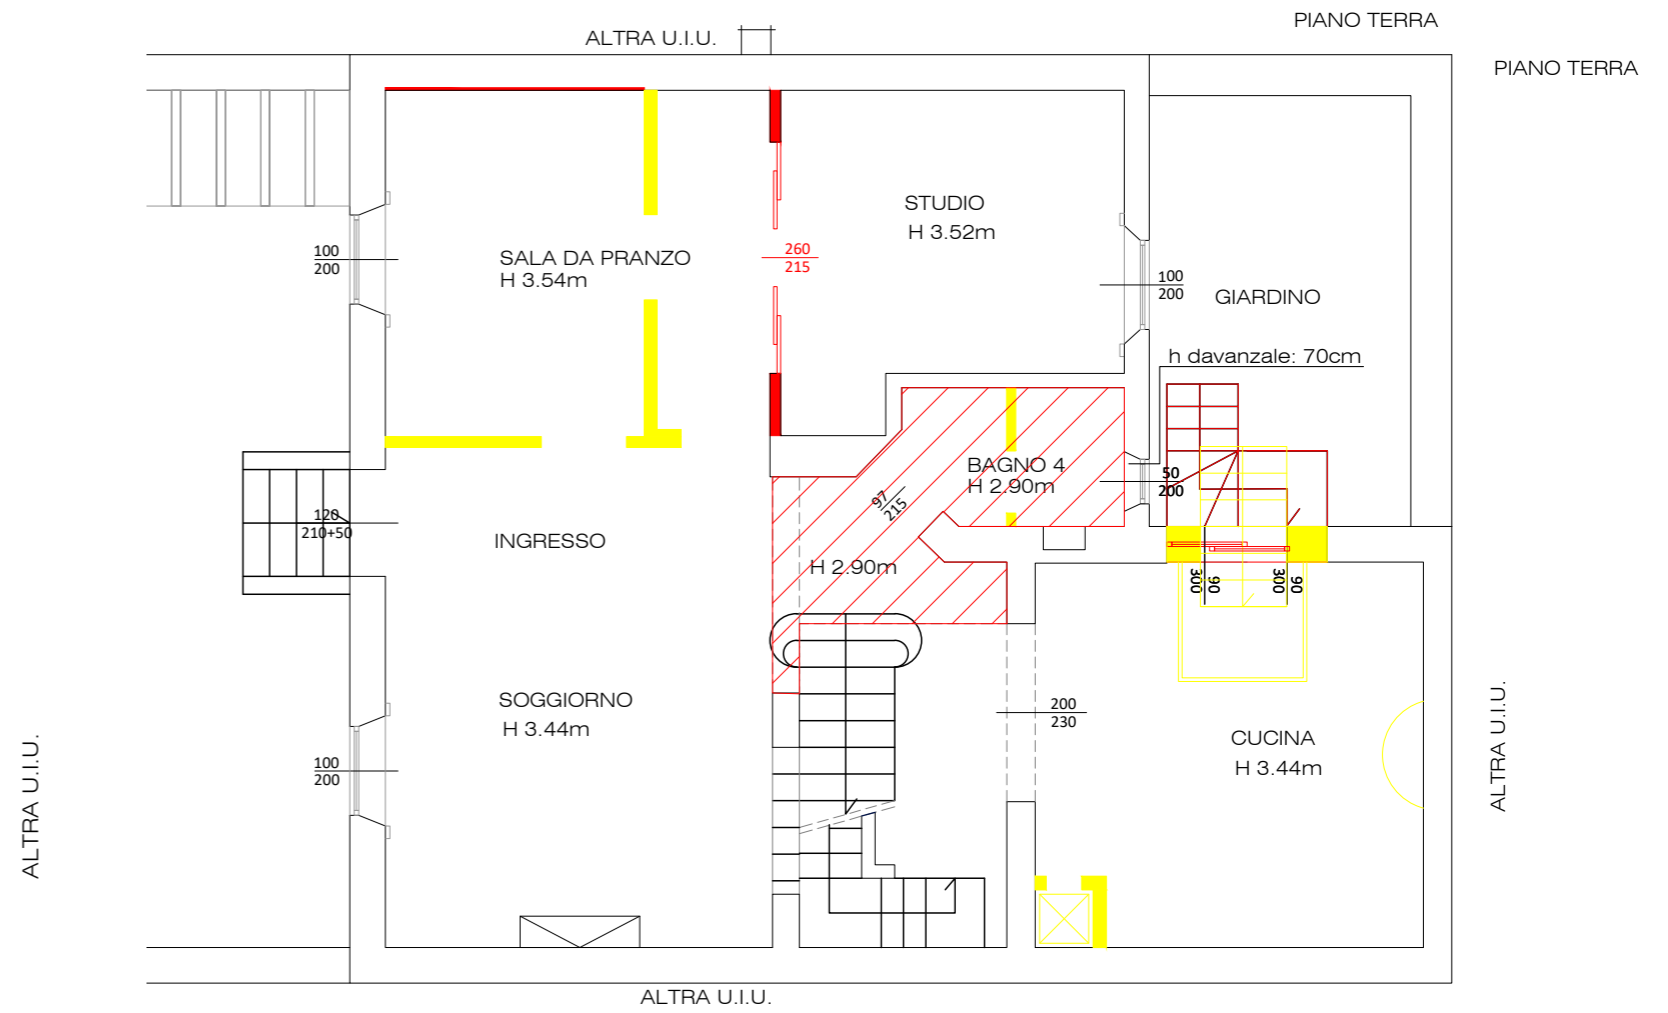 PIANO TERRA
ALTRA U.I.U.
PIANO TERRA
STUDIO
H 3.52m
100
200
SALA DA PRANZO
H 3.54m
260
215
100
200
GIARDINO
h davanzale: 70cm
BAGNO 4
H 2.90m
50
200
97
215
120
210+50
INGRESSO
H 2.90m
300
90
300
90
SOGGIORNO
H 3.44m
200
230
CUCINA
H 3.44m
100
200
ALTRA U.I.U.
ALTRA U.I.U.
ALTRA U.I.U.